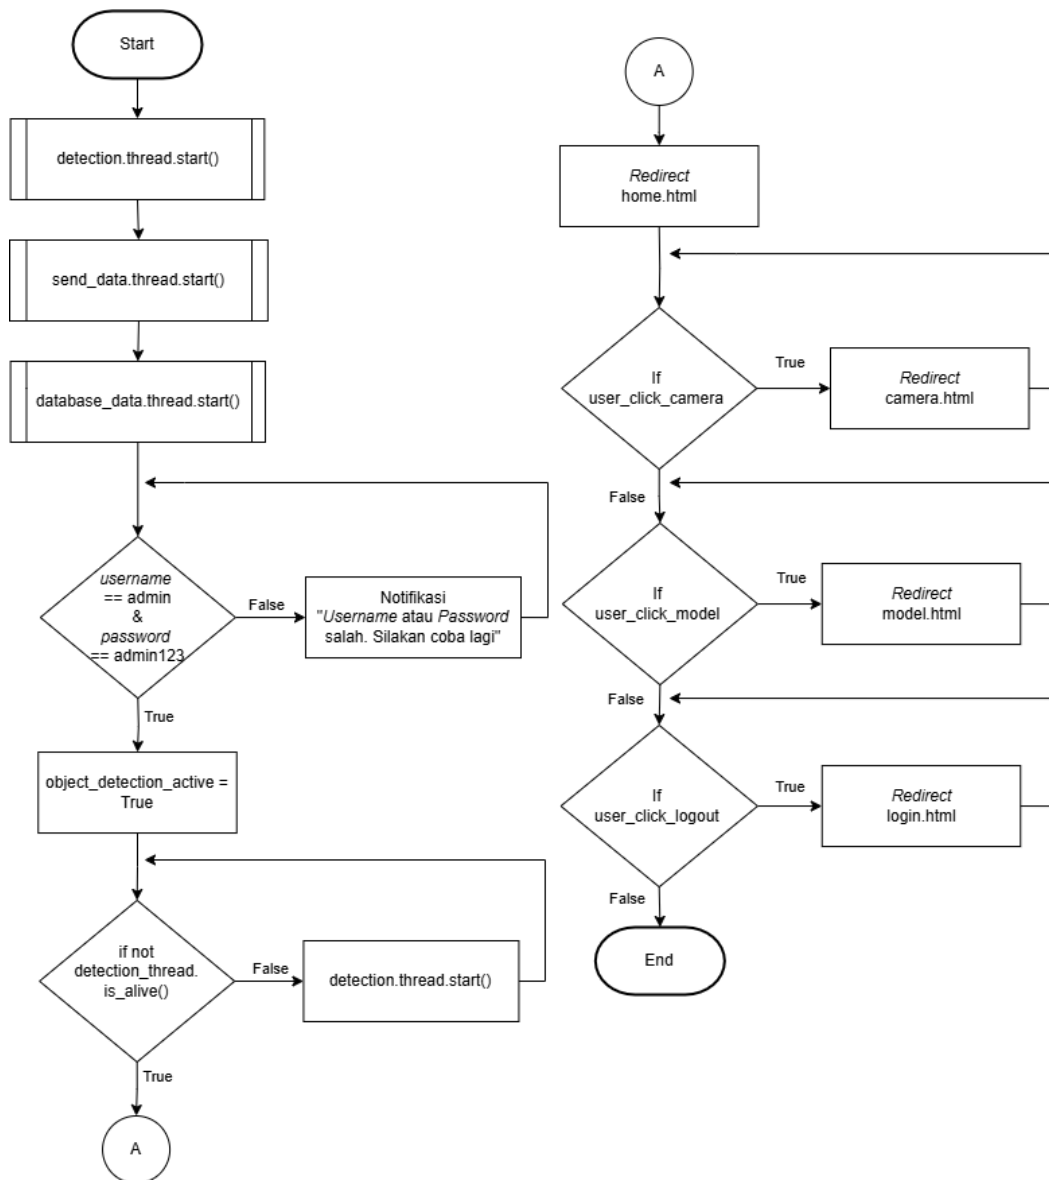 Start
detection.thread.start()
send_data.thread.start()
database_data.thread.start()
username
== admin
&
password
== admin123
False
Notifikasi
"Username atau Password
salah. Silakan coba lagi"
True
object_detection_active =
True
if not
detection_thread.
is_alive()
False
detection.thread.start()
True
A
A
Redirect
home.html
If
user_click_camera
True
Redirect
camera.html
False
If
user_click_model
True
Redirect
model.html
False
If
user_click_logout
True
Redirect
login.html
False
End